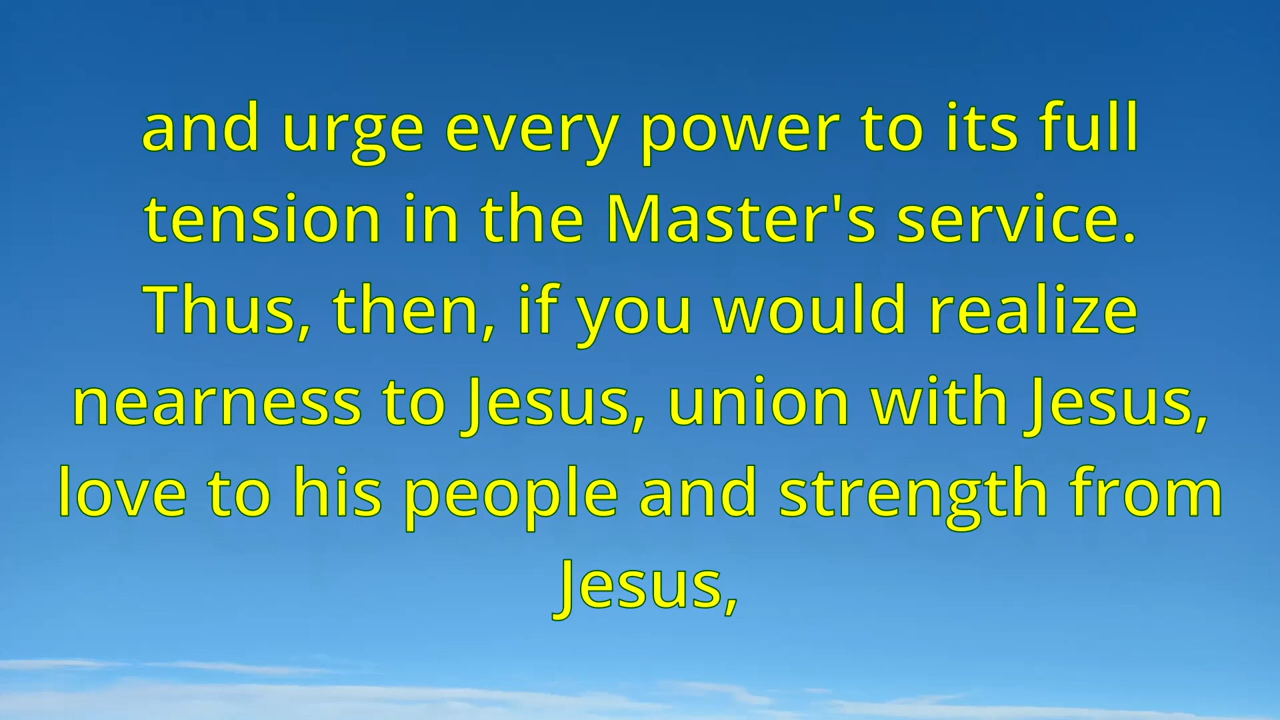 and urge every power to its full
tension in the Master's service.
Thus, then, if you would realize
nearness to Jesus, union with Jesus,
love to his people and strength from
Jesus,